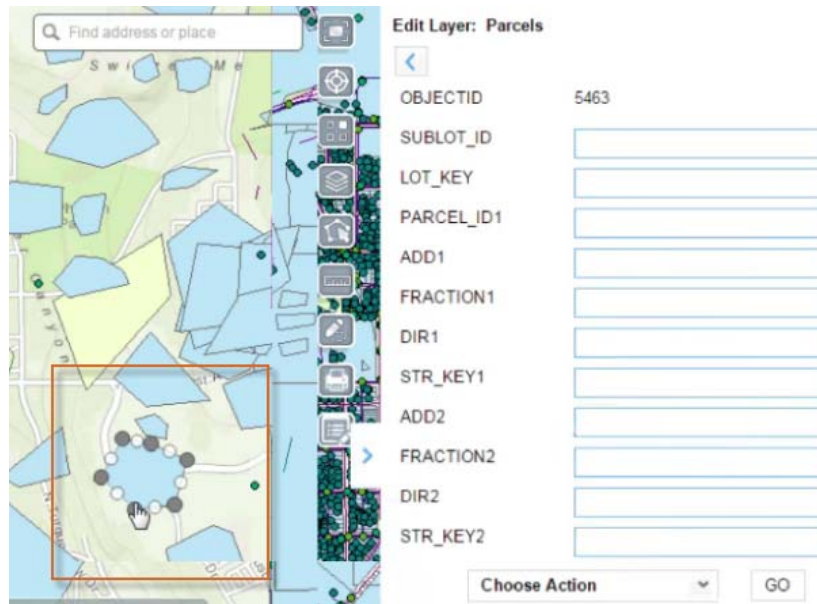 Find address or place
Edit Layer: Parcels
OBJECTID 5463
SUBLOT_ID
LOT_KEY
PARCEL_ID1
ADD1
FRACTION1
DIR1
STR_KEY1
ADD2
FRACTION2
DIR2
STR_KEY2
Choose Action
GO
Canyon